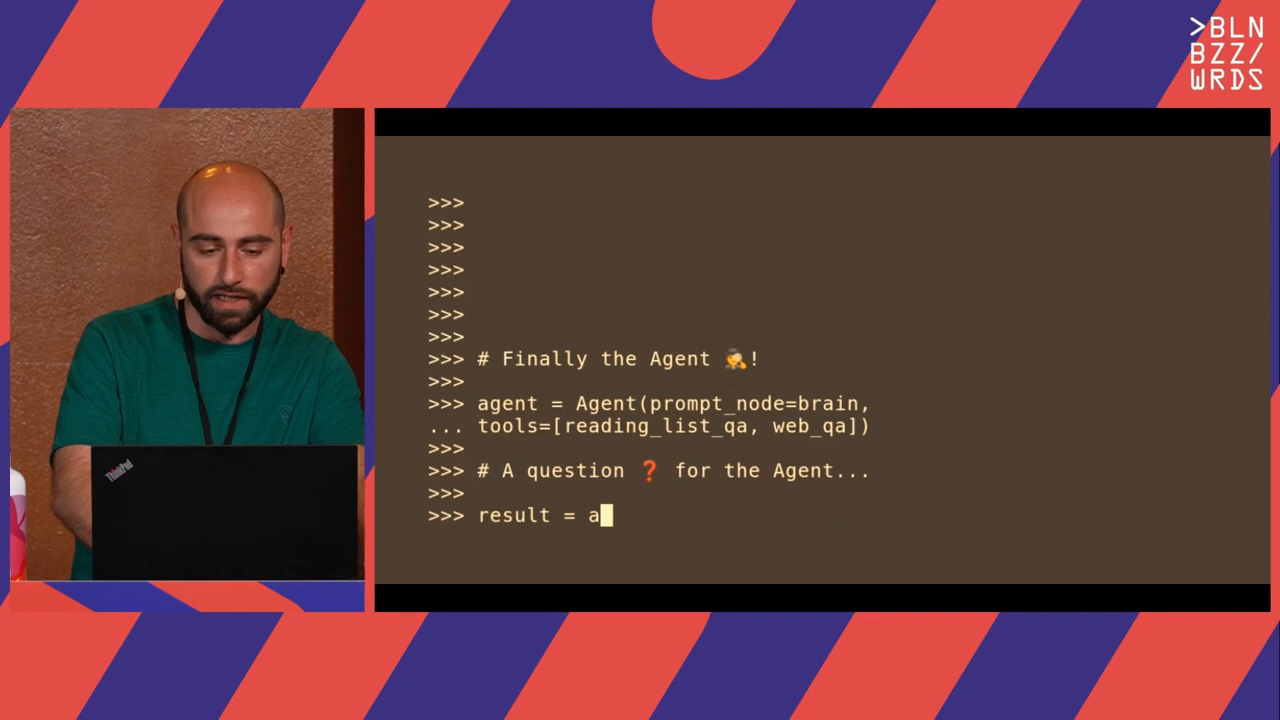 >BLN
BZZ/
WRDS
>>>
>>>
>>>
>>>
>>>
>>>
>>>
>>> # Finally the Agent 🕵️!
>>>
>>> agent = Agent(prompt_node=brain,
... tools=[reading_list_qa, web_qa])
>>>
>>> # A question ❓ for the Agent...
>>>
>>> result = a
ThinkPad